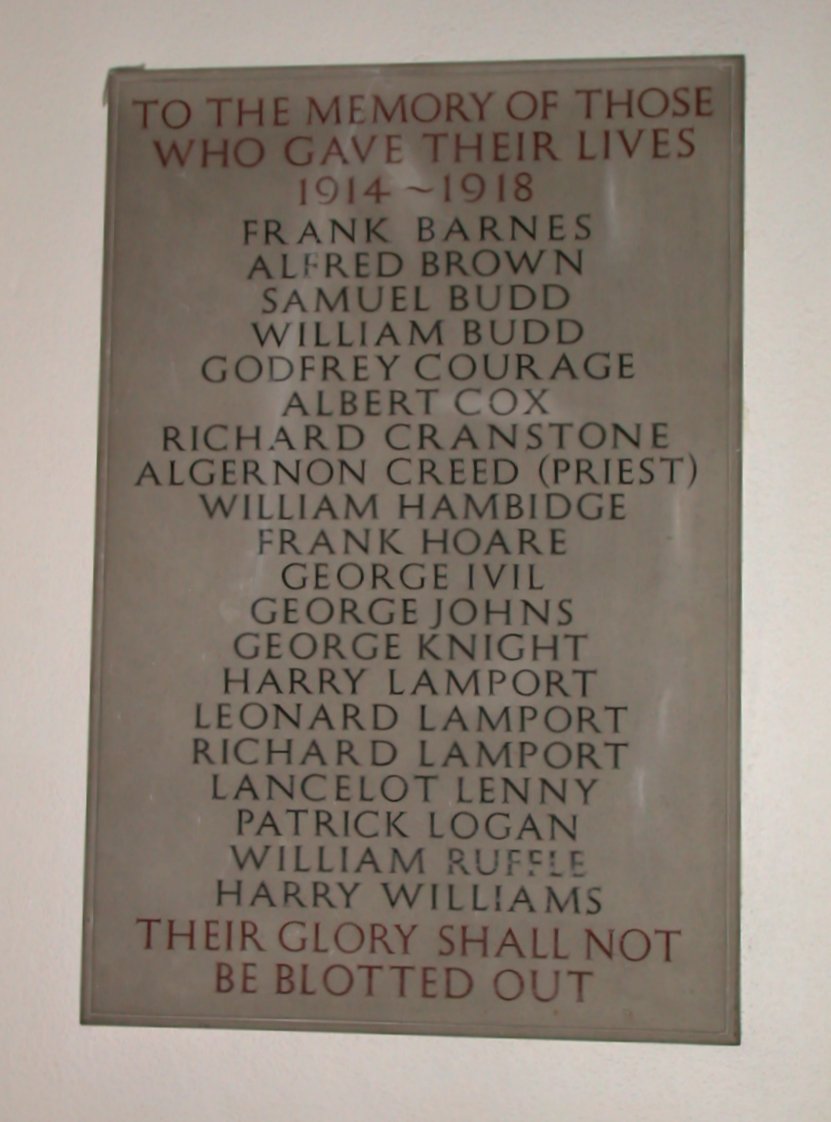 TO THE MEMORY OF THOSE
WHO GAVE THEIR LIVES
1914~1918
FRANK BARNES
ALFRED BROWN
SAMUEL BUDD
WILLIAM BUDD
GODFREY COURAGE
ALBERT COX
RICHARD CRANSTONE
ALGERNON CREED (PRIEST)
WILLIAM HAMBIDGE
FRANK HOARE
GEORGE IVIL
GEORGE JOHNS
GEORGE KNIGHT
HARRY LAMPORT
LEONARD LAMPORT
RICHARD LAMPORT
LANCELOT LENNY
PATRICK LOGAN
WILLIAM RUFFLE
HARRY WILLIAMS
THEIR GLORY SHALL NOT
BE BLOTTED OUT